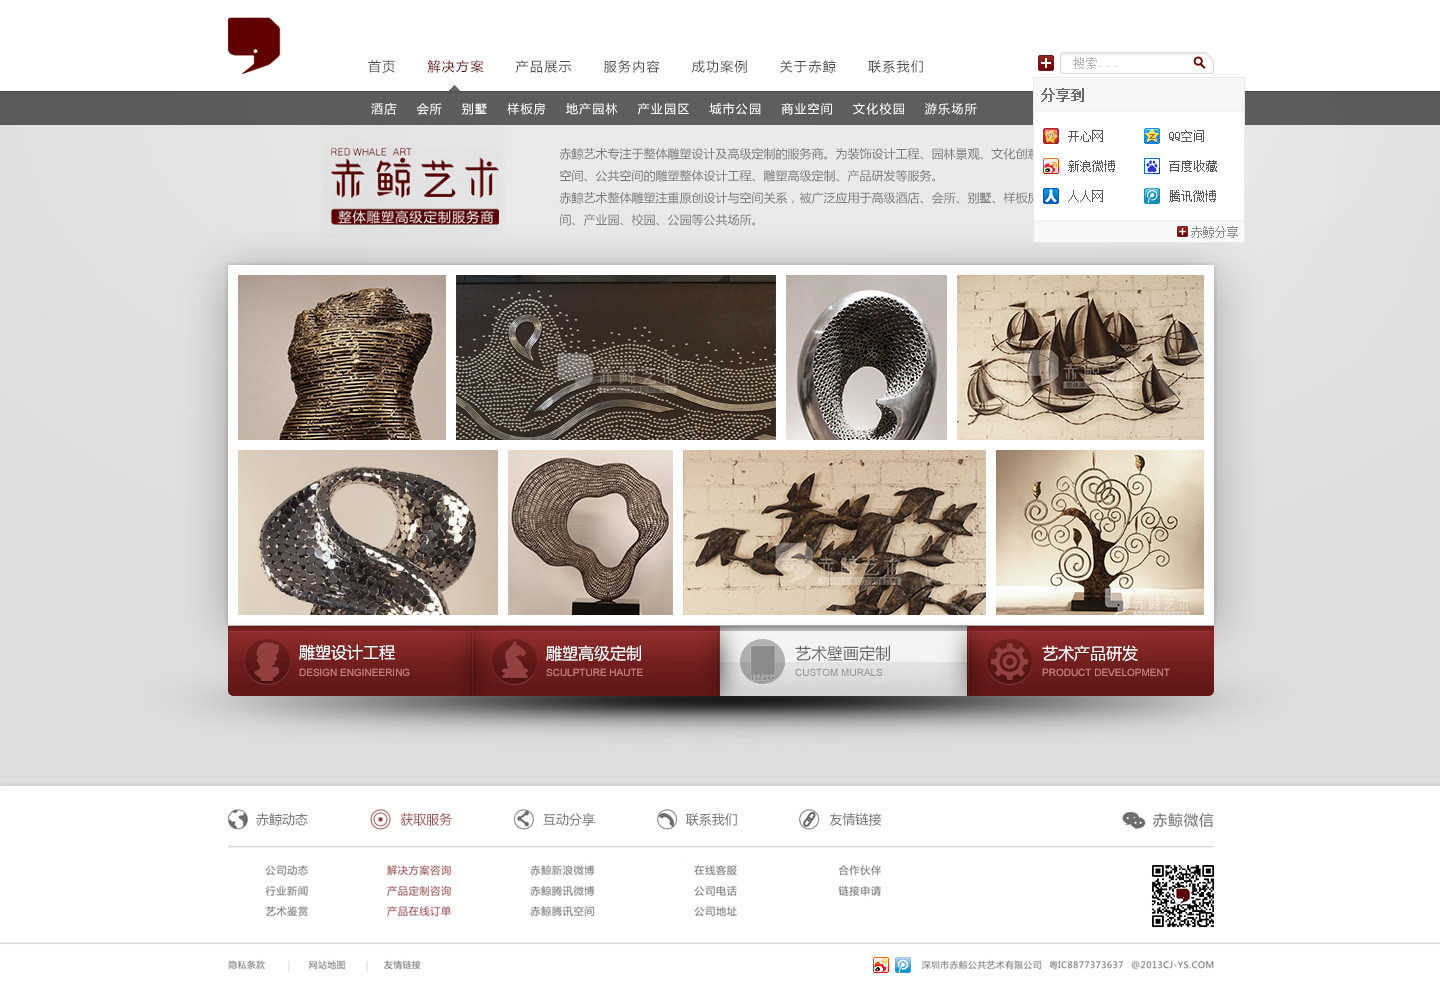 首页 解决方案 产品展示 服务内容 成功案例 关于赤鲸 联系我们
搜索...
酒店 会所 别墅 样板房 地产园林 产业园区 城市公园 商业空间 文化校园 游乐场所
分享到
开心网 QQ空间
新浪微博 百度收藏
人人网 腾讯微博
赤鲸分享
RED WHALE ART
赤鲸艺术
整体雕塑高级定制服务商
赤鲸艺术专注于整体雕塑设计及高级定制的服务商。为装饰设计工程、园林景观、文化创意
空间、公共空间的雕塑整体设计工程、雕塑高级定制、产品研发等服务。
赤鲸艺术整体雕塑注重原创设计与空间关系，被广泛应用于高级酒店、会所、别墅、样板房
间、产业园、校园、公园等公共场所。
赤鲸艺术
赤鲸艺术
赤鲸艺术
赤鲸艺术
雕塑设计工程
DESIGN ENGINEERING
雕塑高级定制
SCULPTURE HAUTE
艺术壁画定制
CUSTOM MURALS
艺术产品研发
PRODUCT DEVELOPMENT
赤鲸动态 获取服务 互动分享 联系我们 友情链接 赤鲸微信
公司动态 解决方案咨询 赤鲸新浪微博 在线客服 合作伙伴
行业新闻 产品定制咨询 赤鲸腾讯微博 公司电话 链接申请
艺术鉴赏 产品在线订单 赤鲸腾讯空间 公司地址
隐私条款 | 网站地图 | 友情链接
深圳市赤鲸公共艺术有限公司 粤IC8877373637 @2013CJ-YS.COM